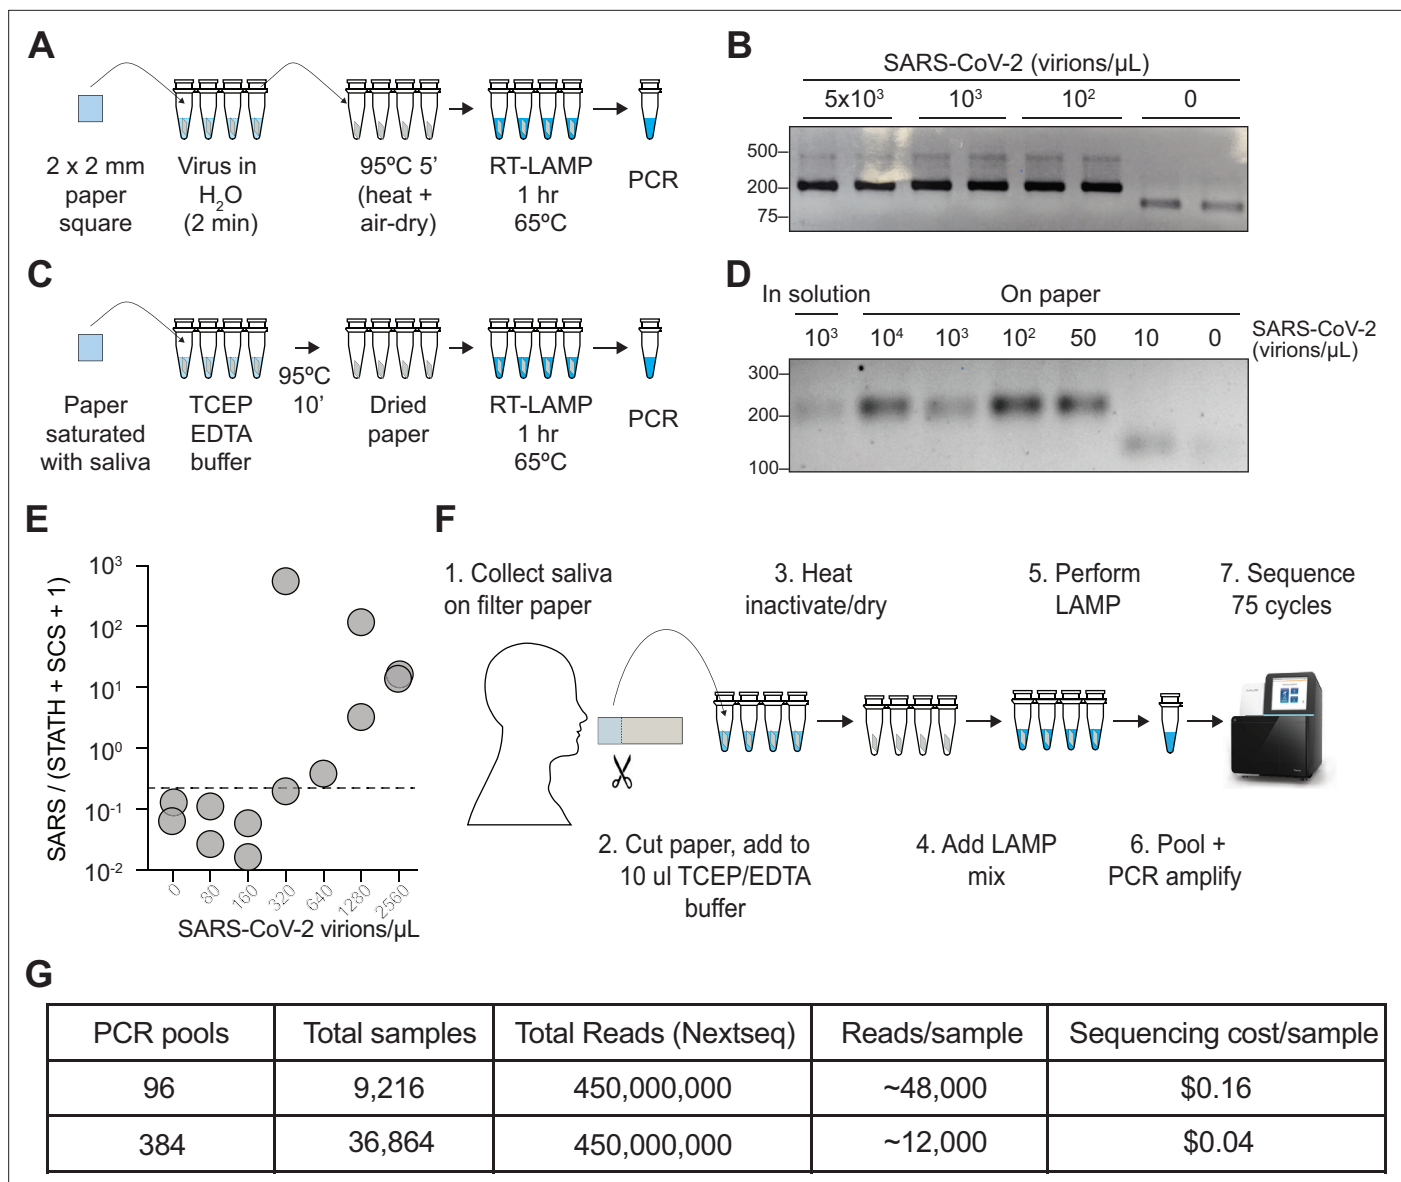 A
2 x 2 mm
paper
square
Virus in
H₂O
(2 min)
95ºC 5'
(heat +
air-dry)
RT-LAMP
1 hr
65ºC
PCR
B
SARS-CoV-2 (virions/µL)
5x10³ 10³ 10² 0
500
200
75
C
Paper
saturated
with saliva
TCEP
EDTA
buffer
95ºC
10'
Dried
paper
RT-LAMP
1 hr
65ºC
PCR
D
In solution On paper
10³ 10⁴ 10³ 10² 50 10 0
SARS-CoV-2
(virions/µL)
300
200
100
E
SARS / (STATH + SCS + 1)
10³
10²
10¹
10⁰
10⁻¹
10⁻²
0 80 160 320 640 1280 2560
SARS-CoV-2 virions/µL
F
1. Collect saliva
on filter paper
2. Cut paper, add to
10 ul TCEP/EDTA
buffer
3. Heat
inactivate/dry
4. Add LAMP
mix
5. Perform
LAMP
6. Pool +
PCR amplify
7. Sequence
75 cycles
G
PCR pools Total samples Total Reads (Nextseq) Reads/sample Sequencing cost/sample
96 9,216 450,000,000 ~48,000 $0.16
384 36,864 450,000,000 ~12,000 $0.04